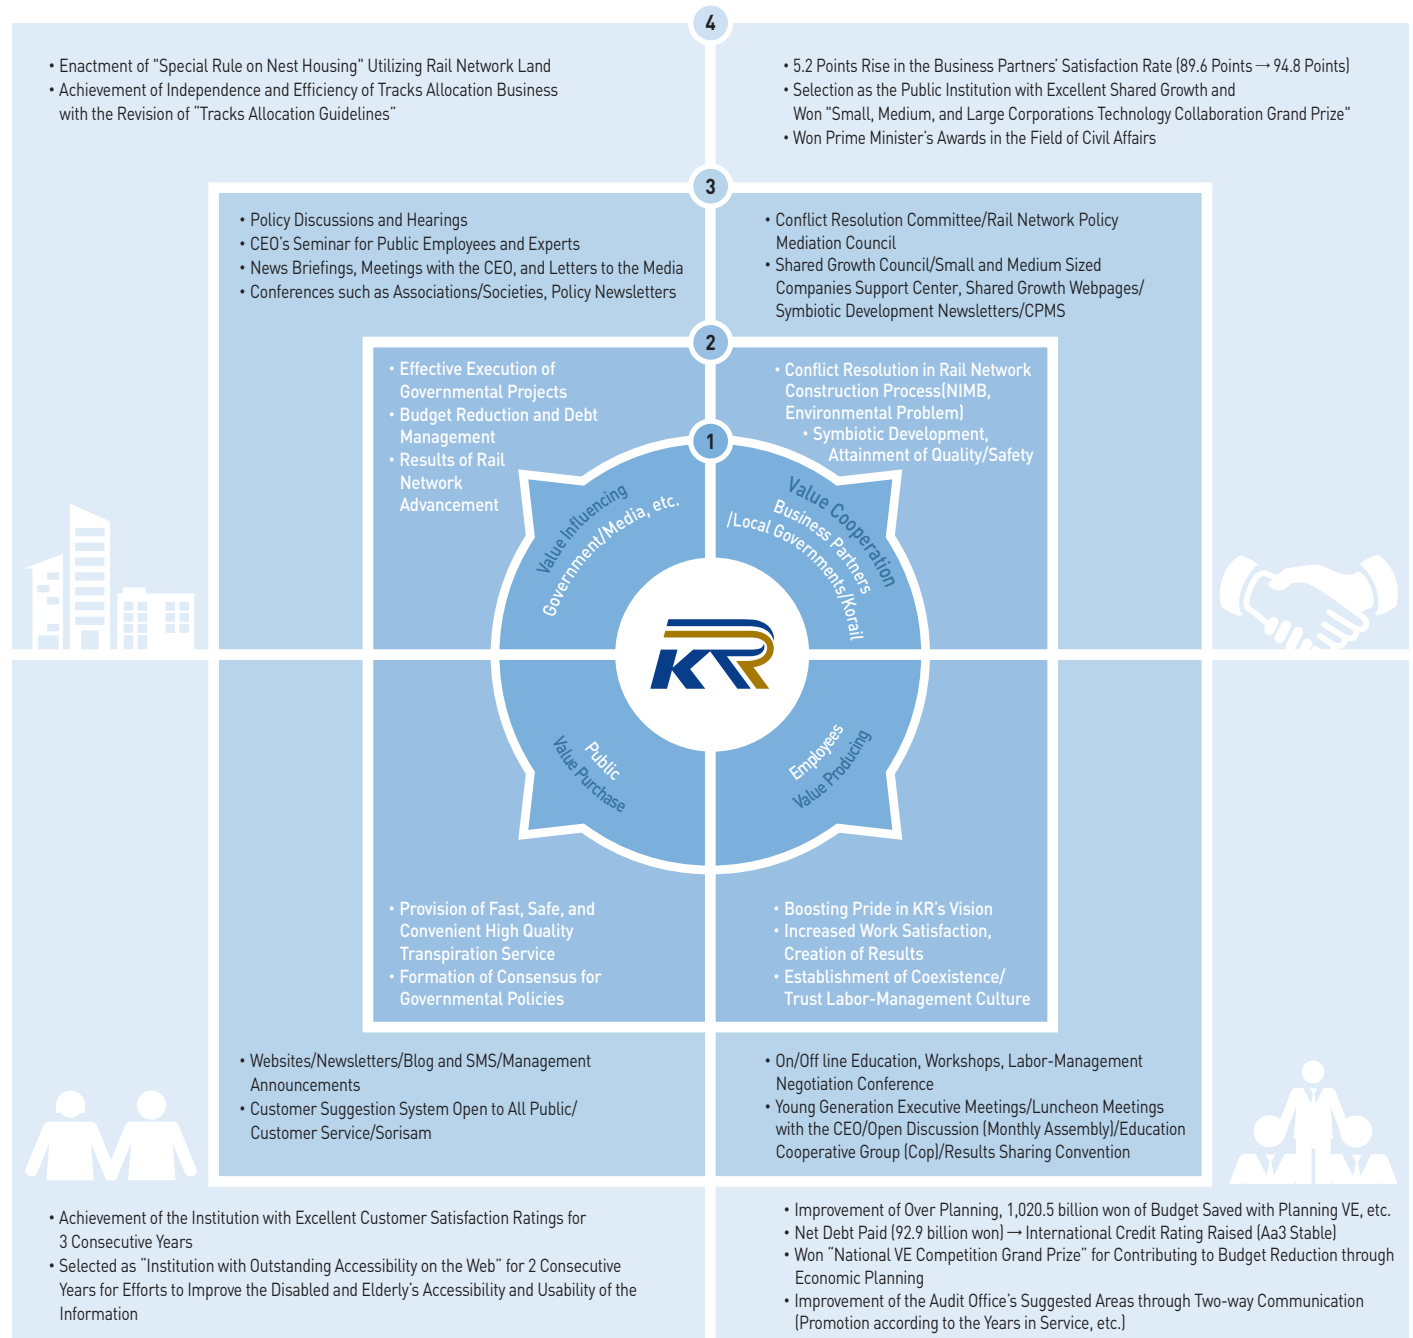 4
• Enactment of "Special Rule on Nest Housing" Utilizing Rail Network Land
• Achievement of Independence and Efficiency of Tracks Allocation Business
with the Revision of “Tracks Allocation Guidelines”
• 5.2 Points Rise in the Business Partners’ Satisfaction Rate (89.6 Points → 94.8 Points)
• Selection as the Public Institution with Excellent Shared Growth and
Won "Small, Medium, and Large Corporations Technology Collaboration Grand Prize"
• Won Prime Minister’s Awards in the Field of Civil Affairs
3
• Policy Discussions and Hearings
• CEO’s Seminar for Public Employees and Experts
• News Briefings, Meetings with the CEO, and Letters to the Media
• Conferences such as Associations/Societies, Policy Newsletters
• Conflict Resolution Committee/Rail Network Policy
Mediation Council
• Shared Growth Council/Small and Medium Sized
Companies Support Center, Shared Growth Webpages/
Symbiotic Development Newsletters/CPMS
2
• Effective Execution of
Governmental Projects
• Budget Reduction and Debt
Management
• Results of Rail
Network
Advancement
• Conflict Resolution in Rail Network
Construction Process(NIMB,
Environmental Problem)
• Symbiotic Development,
Attainment of Quality/Safety
1
Value Influencing
Government/Media, etc.
Value Cooperation
Business Partners
/Local Governments/Korail
KR
Public
Value Purchase
Employees
Value Producing
• Provision of Fast, Safe, and
Convenient High Quality
Transpiration Service
• Formation of Consensus for
Governmental Policies
• Boosting Pride in KR’s Vision
• Increased Work Satisfaction,
Creation of Results
• Establishment of Coexistence/
Trust Labor-Management Culture
• Websites/Newsletters/Blog and SMS/Management
Announcements
• Customer Suggestion System Open to All Public/
Customer Service/Sorisam
• On/Off line Education, Workshops, Labor-Management
Negotiation Conference
• Young Generation Executive Meetings/Luncheon Meetings
with the CEO/Open Discussion (Monthly Assembly)/Education
Cooperative Group (Cop)/Results Sharing Convention
• Achievement of the Institution with Excellent Customer Satisfaction Ratings for
3 Consecutive Years
• Selected as “Institution with Outstanding Accessibility on the Web” for 2 Consecutive
Years for Efforts to Improve the Disabled and Elderly’s Accessibility and Usability of the
Information
• Improvement of Over Planning, 1,020.5 billion won of Budget Saved with Planning VE, etc.
• Net Debt Paid (92.9 billion won) → International Credit Rating Raised (Aa3 Stable)
• Won “National VE Competition Grand Prize” for Contributing to Budget Reduction through
Economic Planning
• Improvement of the Audit Office’s Suggested Areas through Two-way Communication
(Promotion according to the Years in Service, etc.)